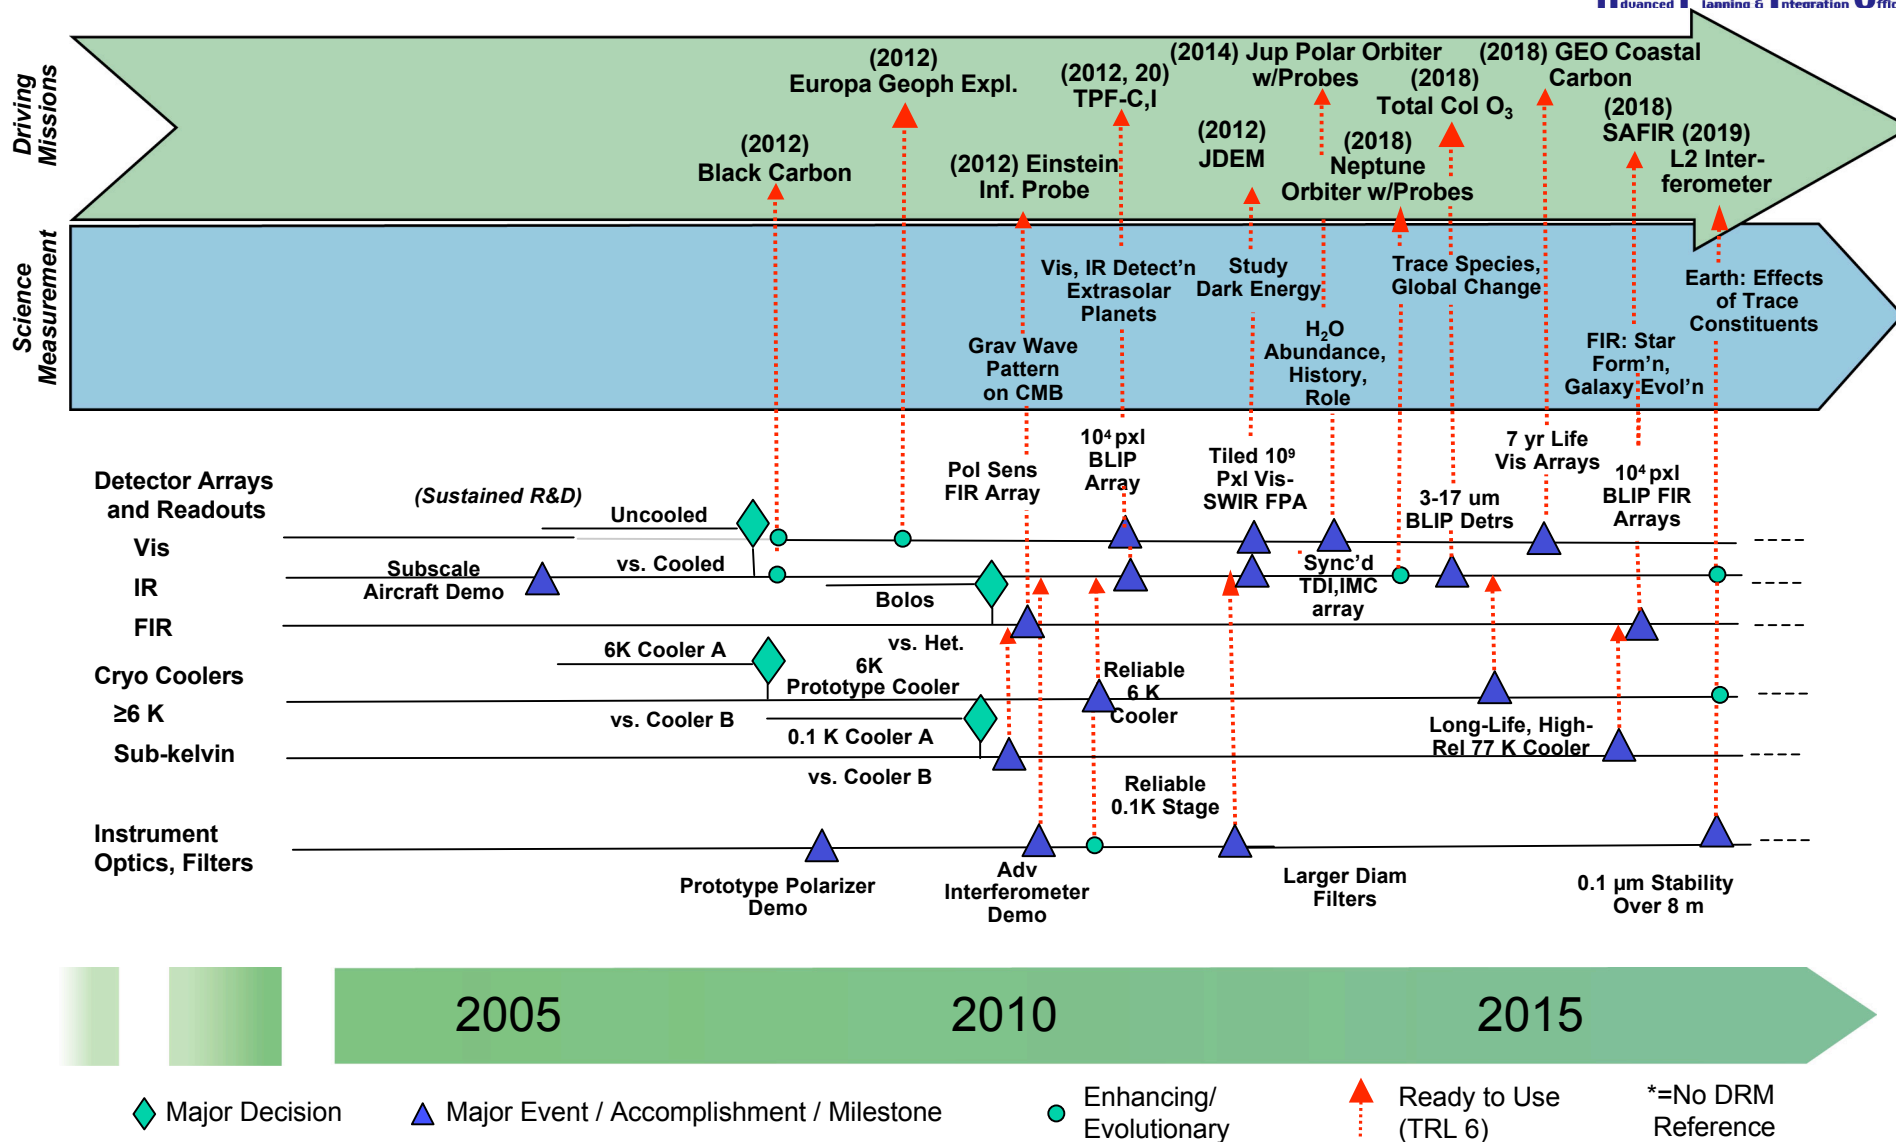 Advanced Planning & Integration Office
Driving
Missions
(2012)
Europa Geoph Expl.
(2012)
Black Carbon
(2012) Einstein
Inf. Probe
(2012, 20)
TPF-C,I
(2014) Jup Polar Orbiter
w/Probes
(2012)
JDEM
(2018)
Neptune
Orbiter w/Probes
(2018)
Total Col O3
(2018) GEO Coastal
Carbon
(2018)
SAFIR
(2019)
L2 Inter-
ferometer
Science
Measurement
Grav Wave
Pattern
on CMB
Vis, IR Detect'n
Extrasolar
Planets
Study
Dark Energy
H2O
Abundance,
History,
Role
Trace Species,
Global Change
FIR: Star
Form'n,
Galaxy Evol'n
Earth: Effects
of Trace
Constituents
Detector Arrays
and Readouts
Vis
IR
FIR
(Sustained R&D)
Uncooled
vs. Cooled
Subscale
Aircraft Demo
Bolos
vs. Het.
Pol Sens
FIR Array
10⁴ pxl
BLIP
Array
Tiled 10⁹
Pxl Vis-
SWIR FPA
Sync'd
TDI,IMC
array
3-17 um
BLIP Detrs
7 yr Life
Vis Arrays
10⁴ pxl
BLIP FIR
Arrays
Cryo Coolers
≥6 K
Sub-kelvin
6K Cooler A
vs. Cooler B
6K
Prototype Cooler
0.1 K Cooler A
vs. Cooler B
Reliable
6 K
Cooler
Reliable
0.1K Stage
Long-Life, High-
Rel 77 K Cooler
Instrument
Optics, Filters
Prototype Polarizer
Demo
Adv
Interferometer
Demo
Larger Diam
Filters
0.1 µm Stability
Over 8 m
2005
2010
2015
Major Decision
Major Event / Accomplishment / Milestone
Enhancing/
Evolutionary
Ready to Use
(TRL 6)
*=No DRM
Reference